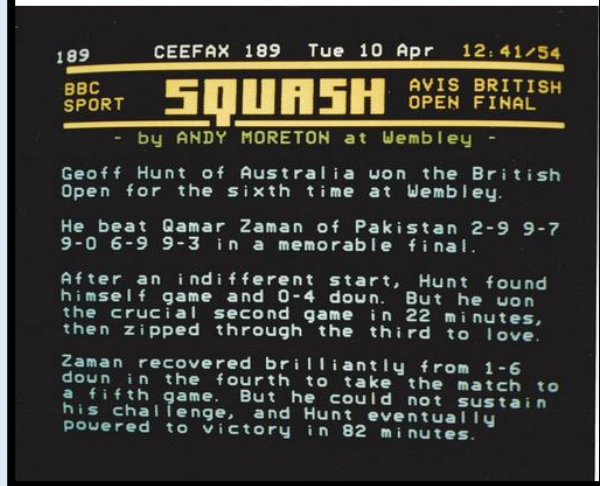 189 CEEFAX 189 Tue 10 Apr 12:41/54
BBC SPORT SQUASH AVIS BRITISH OPEN FINAL
- by ANDY MORETON at Wembley -
Geoff Hunt of Australia won the British
Open for the sixth time at Wembley.
He beat Qamar Zaman of Pakistan 2-9 9-7
9-0 6-9 9-3 in a memorable final.
After an indifferent start, Hunt found
himself game and 0-4 down. But he won
the crucial second game in 22 minutes,
then zipped through the third to love.
Zaman recovered brilliantly from 1-6
down in the fourth to take the match to
a fifth game. But he could not sustain
his challenge, and Hunt eventually
powered to victory in 82 minutes.